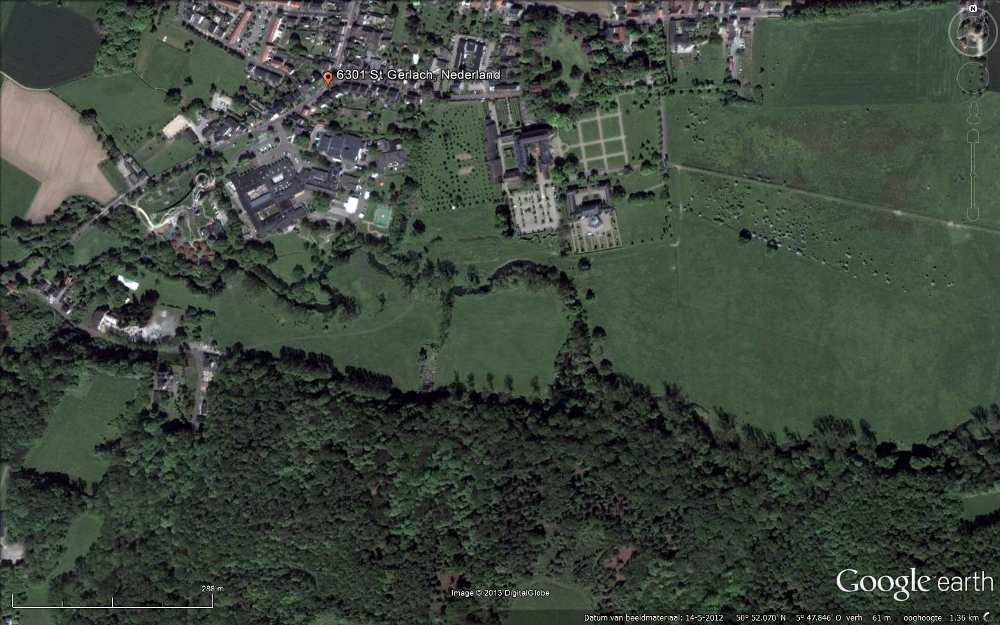 N
6301 St Gerlach, Nederland
288 m
Image © 2013 DigitalGlobe
Google earth
Datum van beeldmateriaal: 14-5-2012 50° 52.070' N 5° 47.846' O verh 61 m ooghoogte 1.36 km